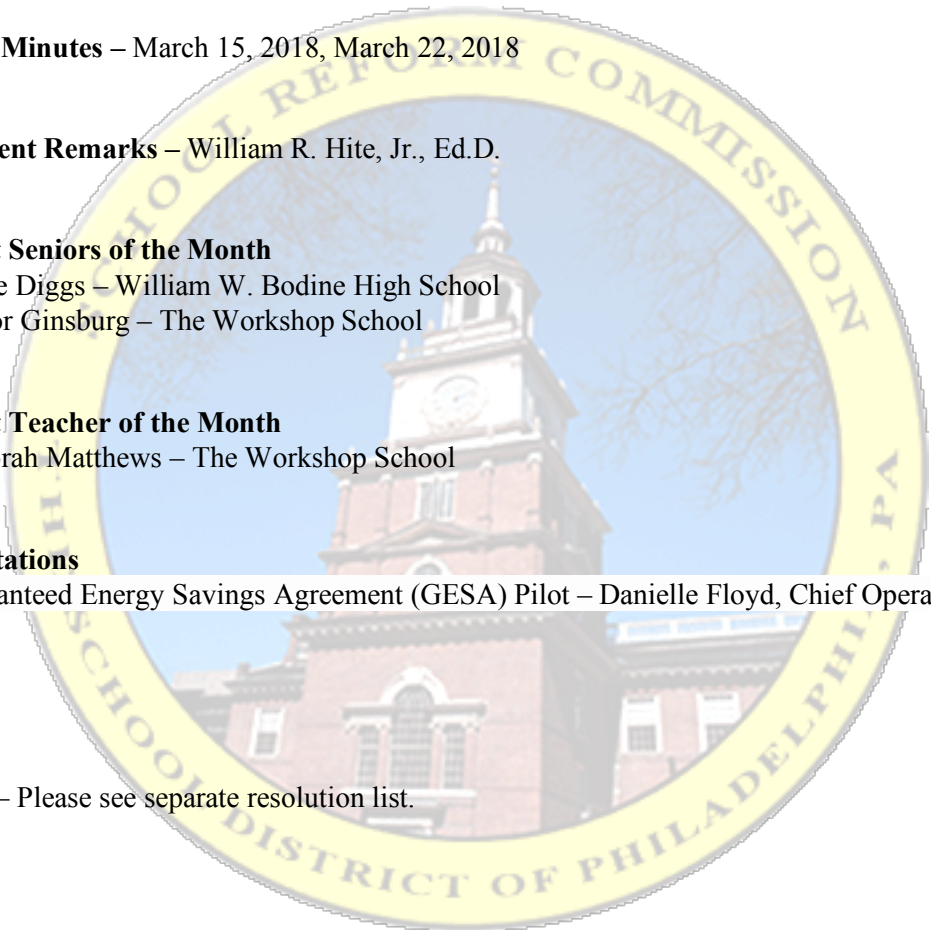 Minutes – March 15, 2018, March 22, 2018
ent Remarks – William R. Hite, Jr., Ed.D.
Seniors of the Month
e Diggs – William W. Bodine High School
or Ginsburg – The Workshop School
Teacher of the Month
rah Matthews – The Workshop School
tations
anteed Energy Savings Agreement (GESA) Pilot – Danielle Floyd, Chief Opera
– Please see separate resolution list.
SCHOOL REFORM COMMISSION
SCHOOL DISTRICT OF PHILADELPHIA, PA